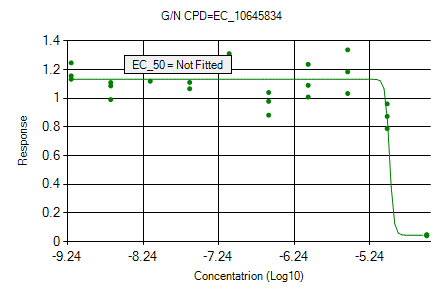 G/N CPD=EC_10645834
1.4
EC_50 = Not Fitted
1.2
1
0.8
0.6
0.4
0.2
0
Response
-9.24 -8.24 -7.24 -6.24 -5.24
Concentatrion (Log10)